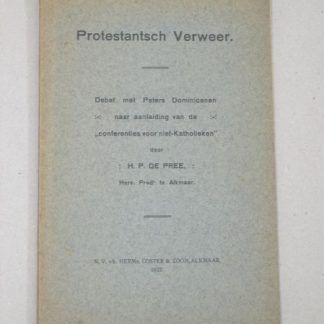 Protestantsch Verweer.
Debat met Paters Dominicanen
:-: naar aanleiding van de :-:
„conferenties voor niet-Katholieken”
door
: H. P. DE PREE, :
Herv. Pred! te Alkmaar.
N. V. v/h. HERMs. COSTER & ZOON, ALKMAAR,